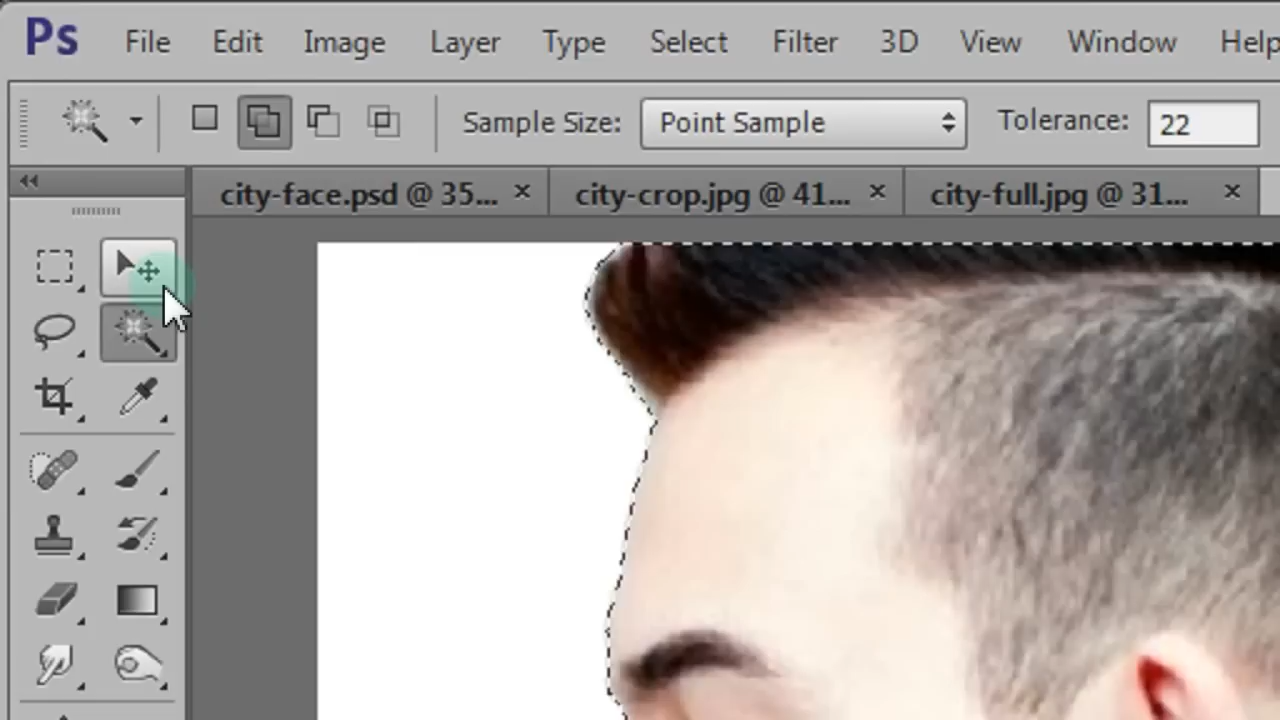 Ps File Edit Image Layer Type Select Filter 3D View Window Help
Sample Size: Point Sample Tolerance: 22
city-face.psd @ 35... × city-crop.jpg @ 41... × city-full.jpg @ 31... ×